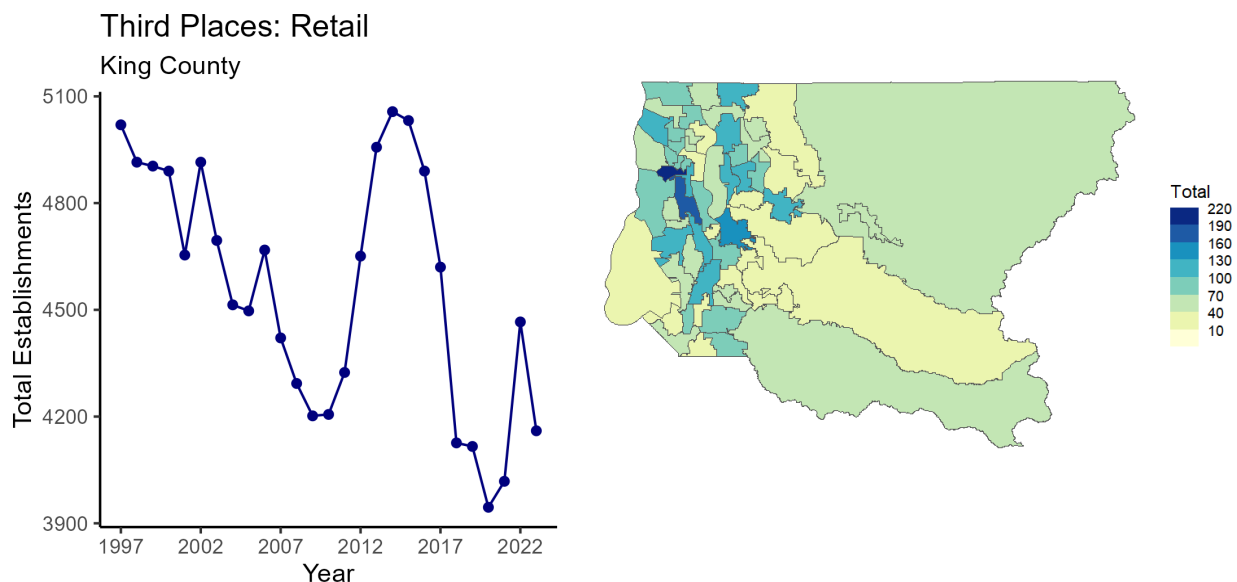 Third Places: Retail
King County
5100
4800
4500
4200
3900
Total Establishments
1997 2002 2007 2012 2017 2022
Year
Total
220
190
160
130
100
70
40
10